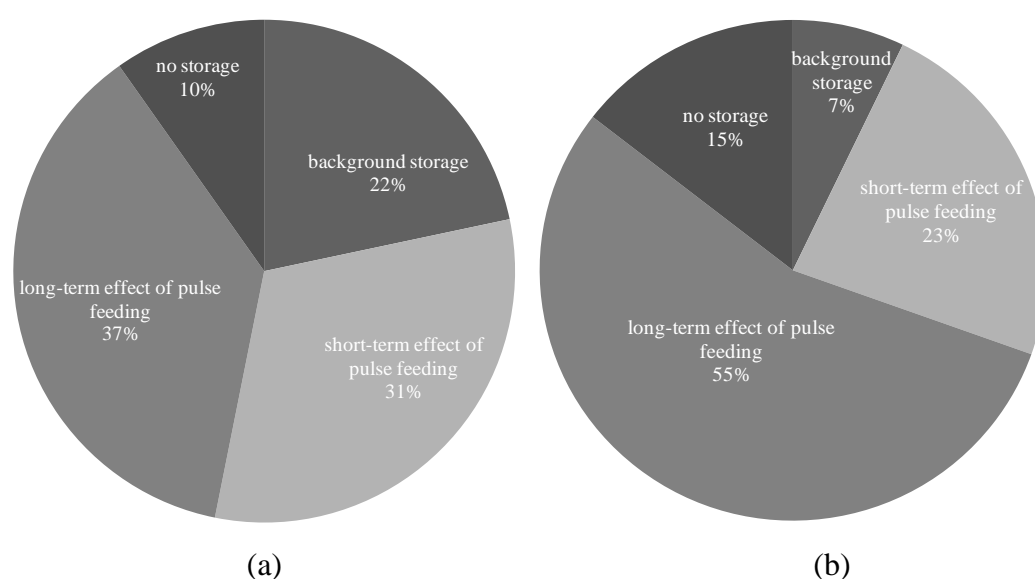 no storage
10%
background storage
22%
long-term effect of pulse
feeding
37%
short-term effect of
pulse feeding
31%
(a)
background
storage
7%
no storage
15%
short-term effect of
pulse feeding
23%
long-term effect of pulse
feeding
55%
(b)